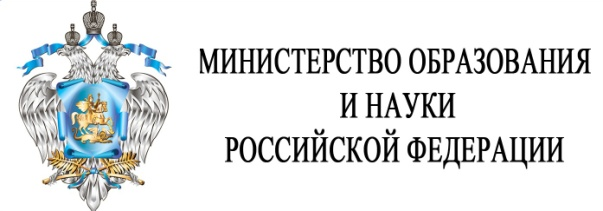 МИНИСТЕРСТВО ОБРАЗОВАНИЯ
И НАУКИ
РОССИЙСКОЙ ФЕДЕРАЦИИ